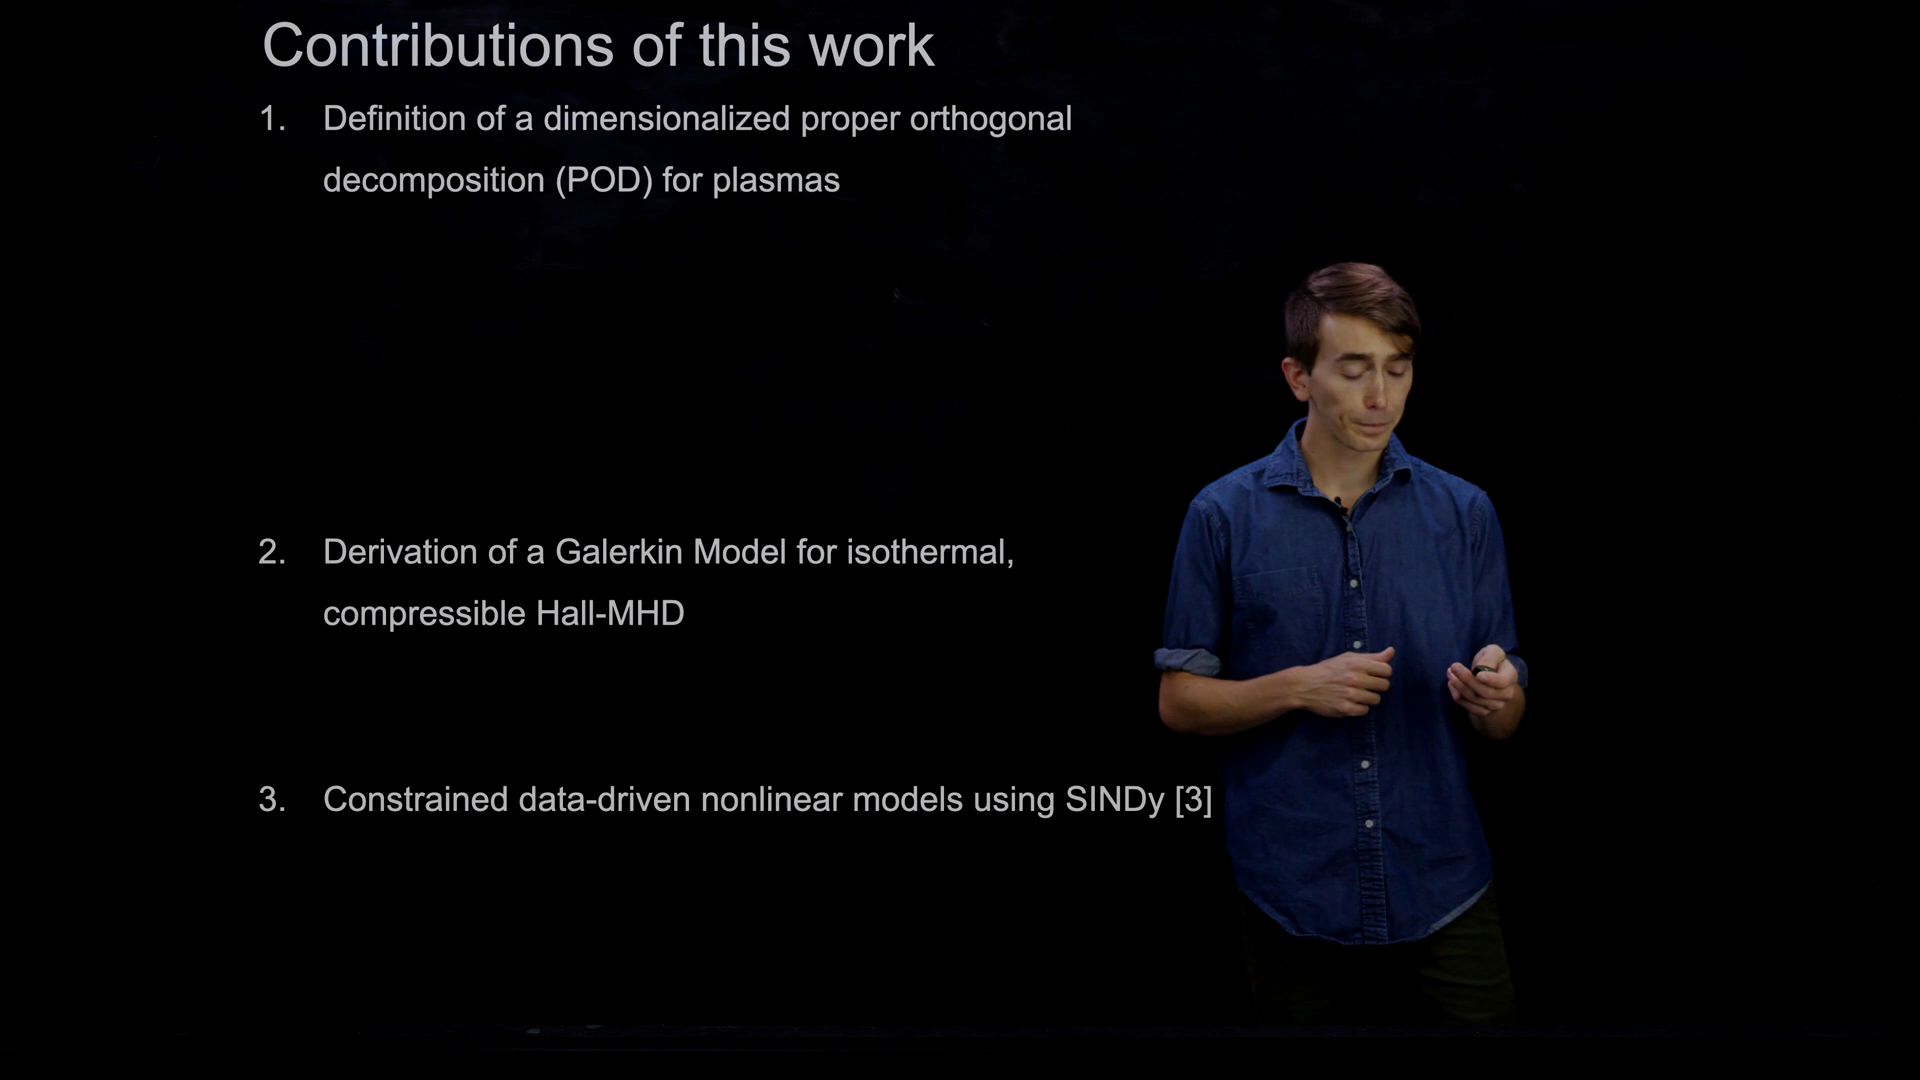 Contributions of this work
1. Definition of a dimensionalized proper orthogonal
decomposition (POD) for plasmas
2. Derivation of a Galerkin Model for isothermal,
compressible Hall-MHD
3. Constrained data-driven nonlinear models using SINDy [3]